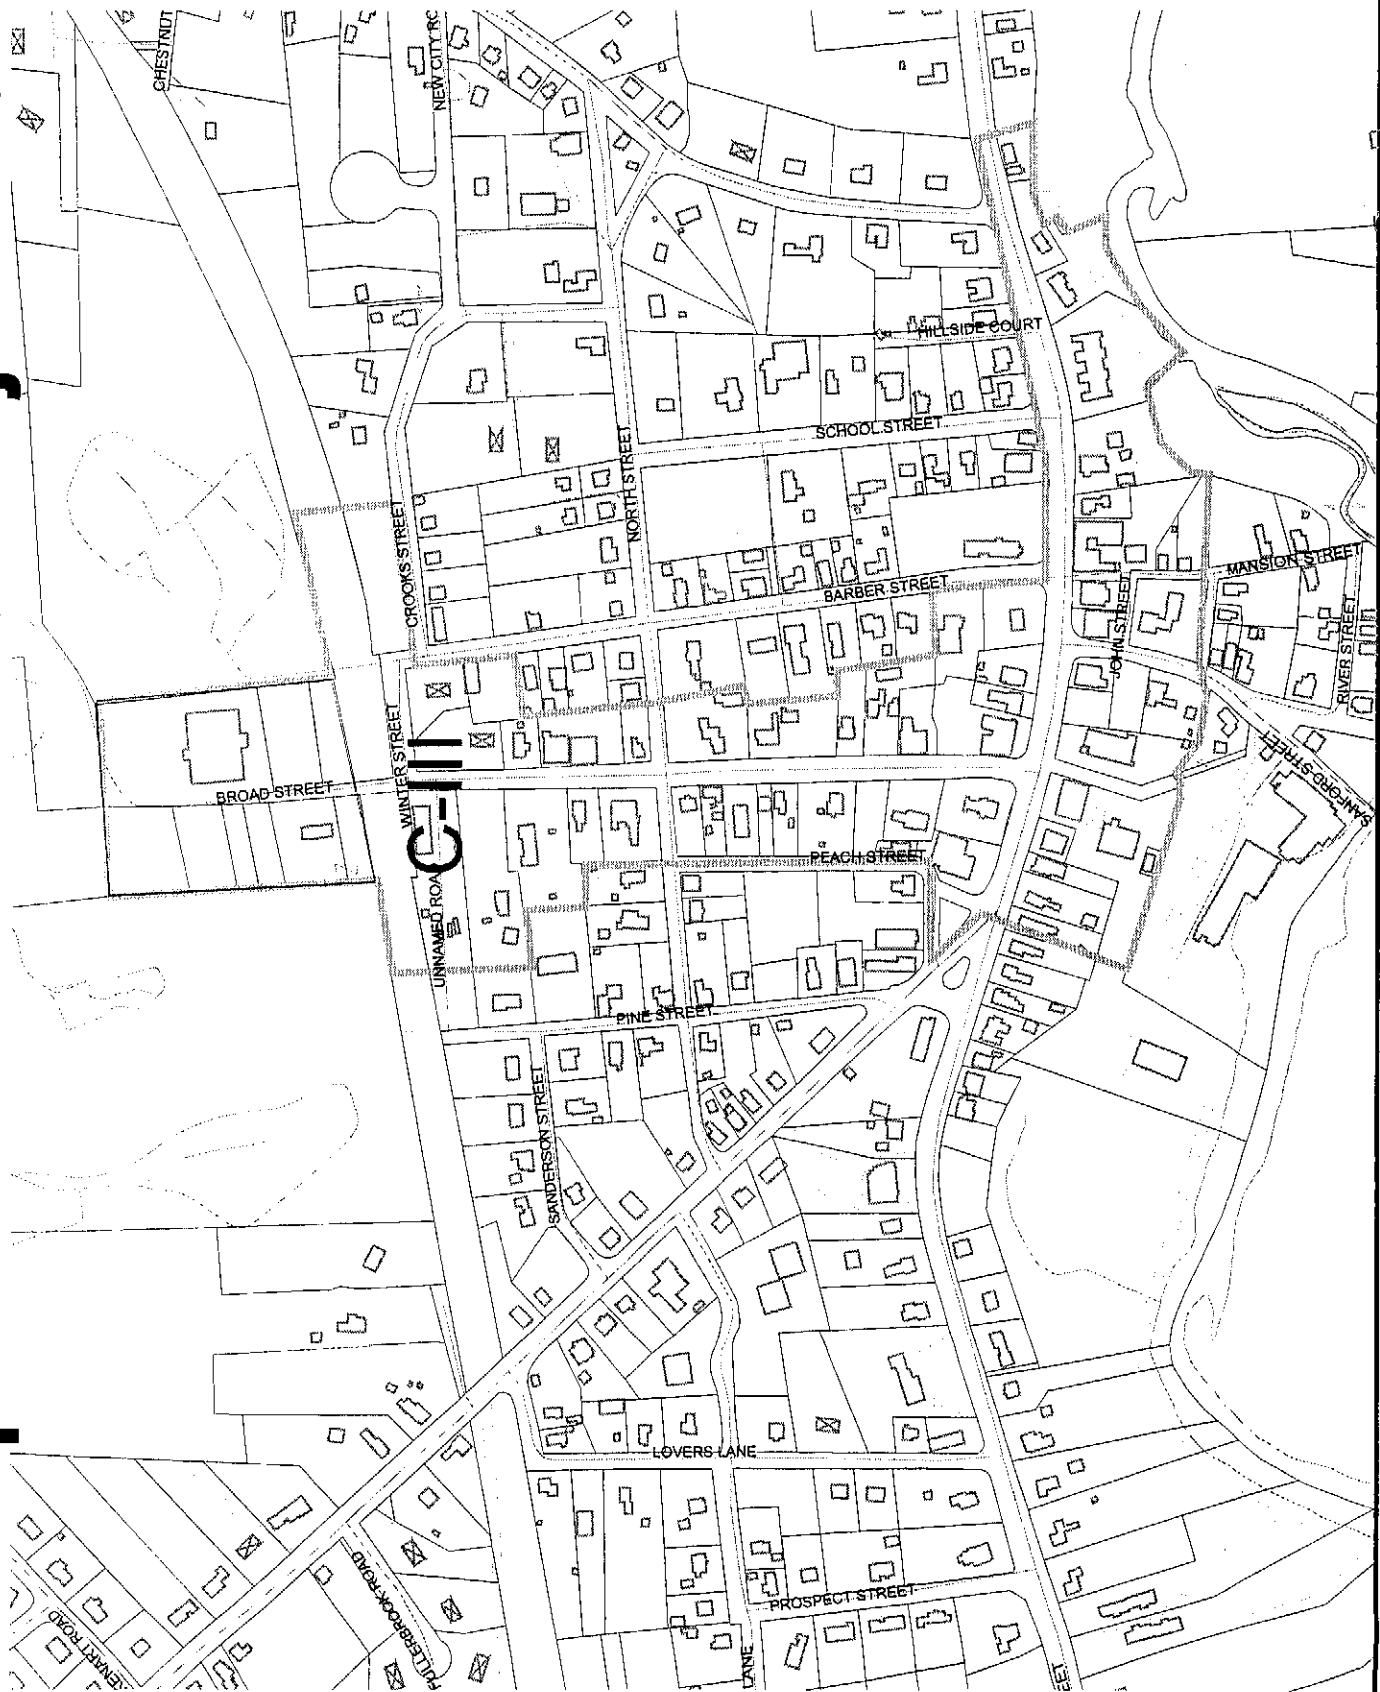 CHESTNUT
NEW CITY RO
HILLSIDE COURT
SCHOOL STREET
NORTH STREET
CROOKS STREET
BARBER STREET
MANSION STREET
JOHN STREET
RIVER STREET
WINTER STREET
BROAD STREET
SANFORD STREET
C-III
PEACH STREET
UNNAMED ROA
PINE STREET
SANDERSON STREET
LOVERS LANE
PROSPECT STREET
FULLERBROOK ROAD
LANE